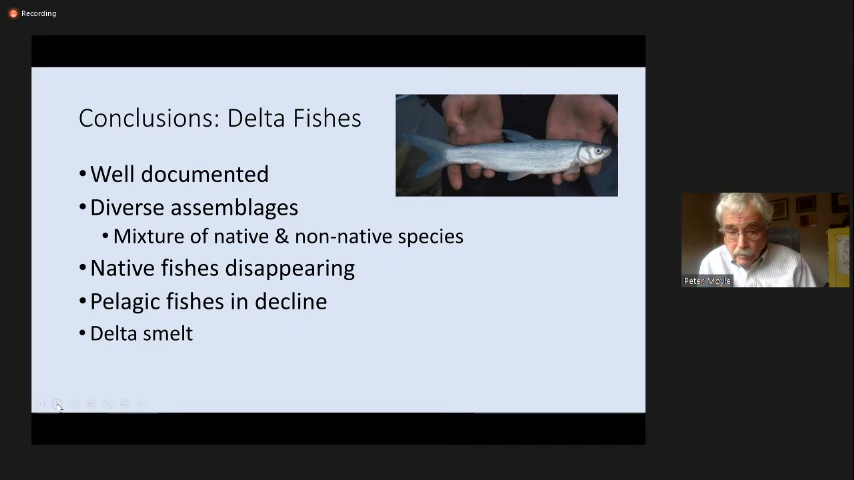 Recording
Conclusions: Delta Fishes
•Well documented
•Diverse assemblages
•Mixture of native & non-native species
•Native fishes disappearing
•Pelagic fishes in decline
•Delta smelt
Peter Moyle